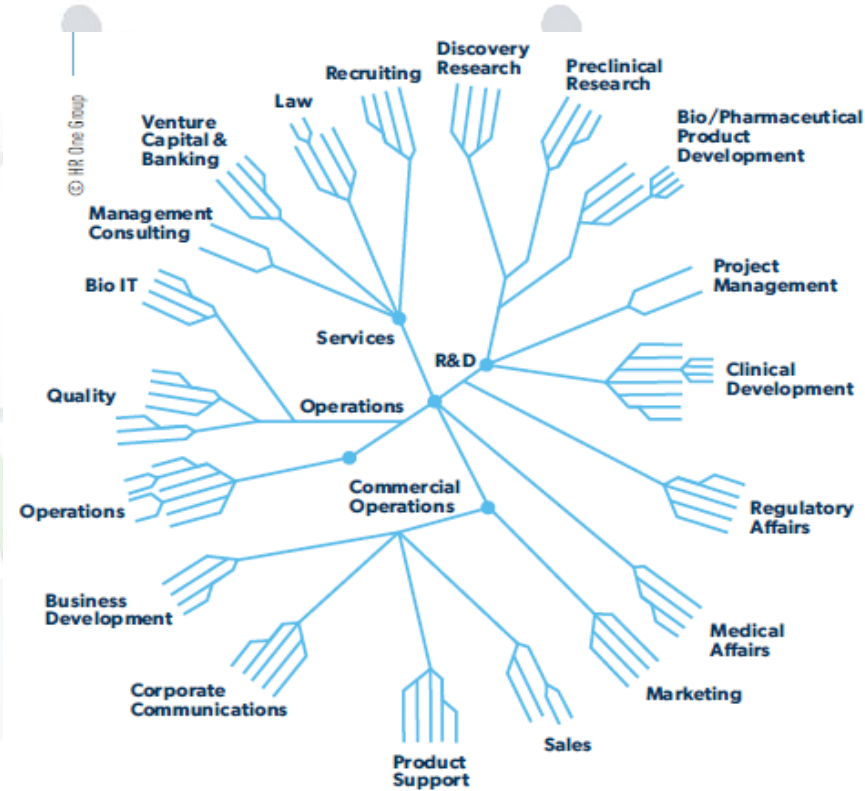 © HR One Group
Discovery
Research
Recruiting
Preclinical
Research
Law
Bio/Pharmaceutical
Product
Development
Venture
Capital &
Banking
Management
Consulting
Bio IT
Project
Management
Services
R&D
Clinical
Development
Quality
Operations
Commercial
Operations
Operations
Regulatory
Affairs
Business
Development
Medical
Affairs
Corporate
Communications
Marketing
Sales
Product
Support